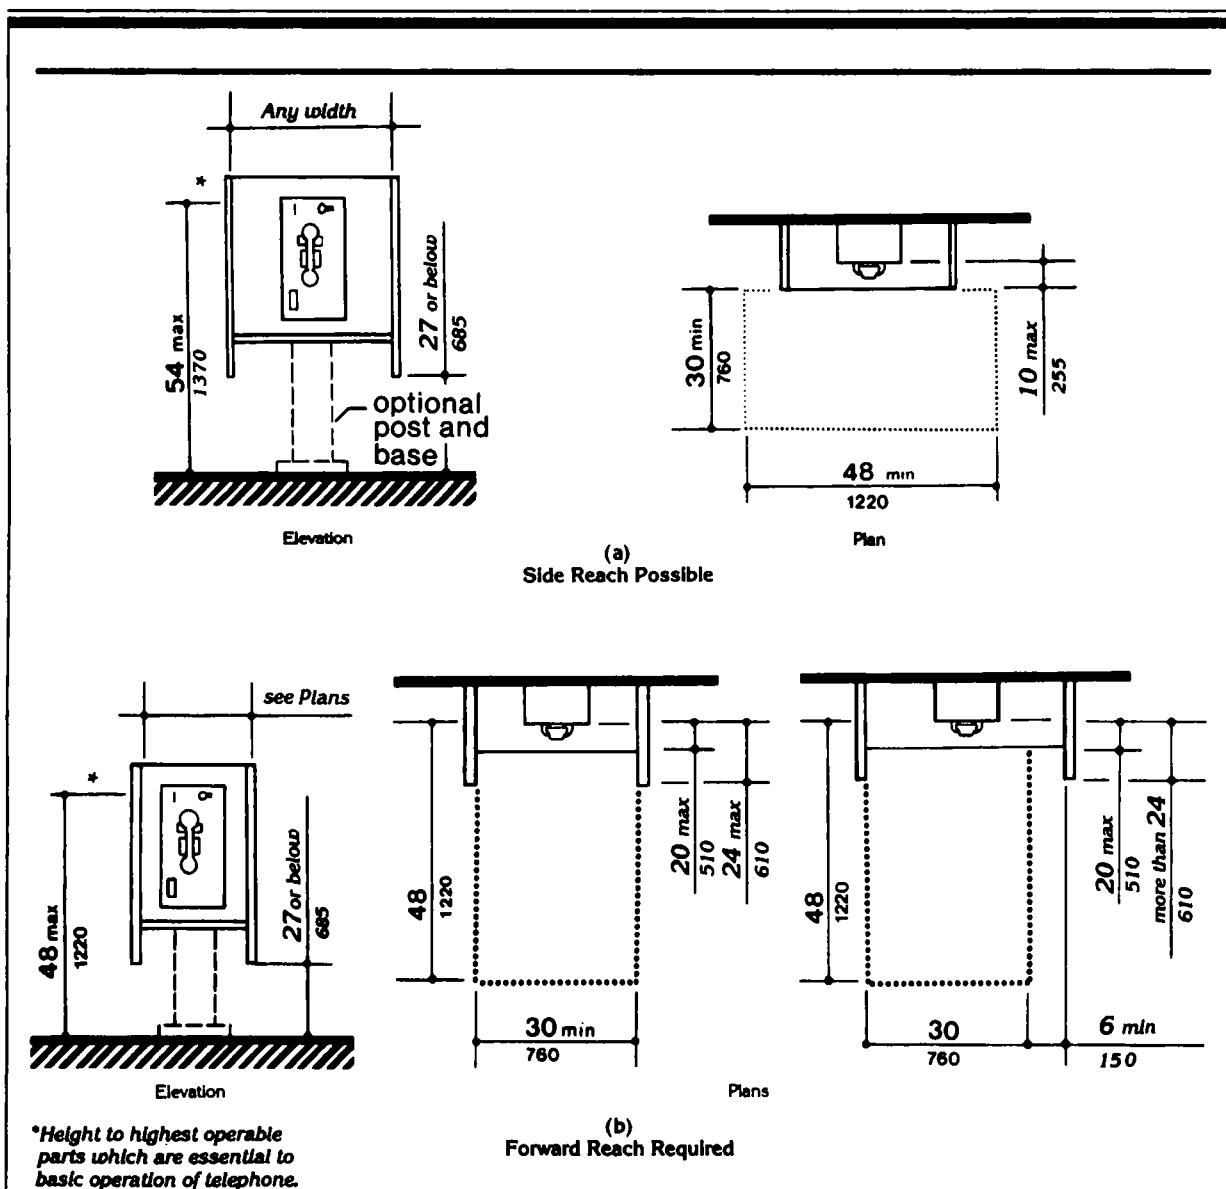 Any width
*
54 max
1370
27 or below
685
optional
post and
base
Elevation
30 min
760
10 max
255
48 min
1220
Plan
(a)
Side Reach Possible
see Plans
*
48 max
1220
27 or below
685
Elevation
48
1220
20 max
510
24 max
610
30 min
760
48
1220
20 max
510
more than 24
610
30
760
6 min
150
Plans
(b)
Forward Reach Required
*Height to highest operable
parts which are essential to
basic operation of telephone.